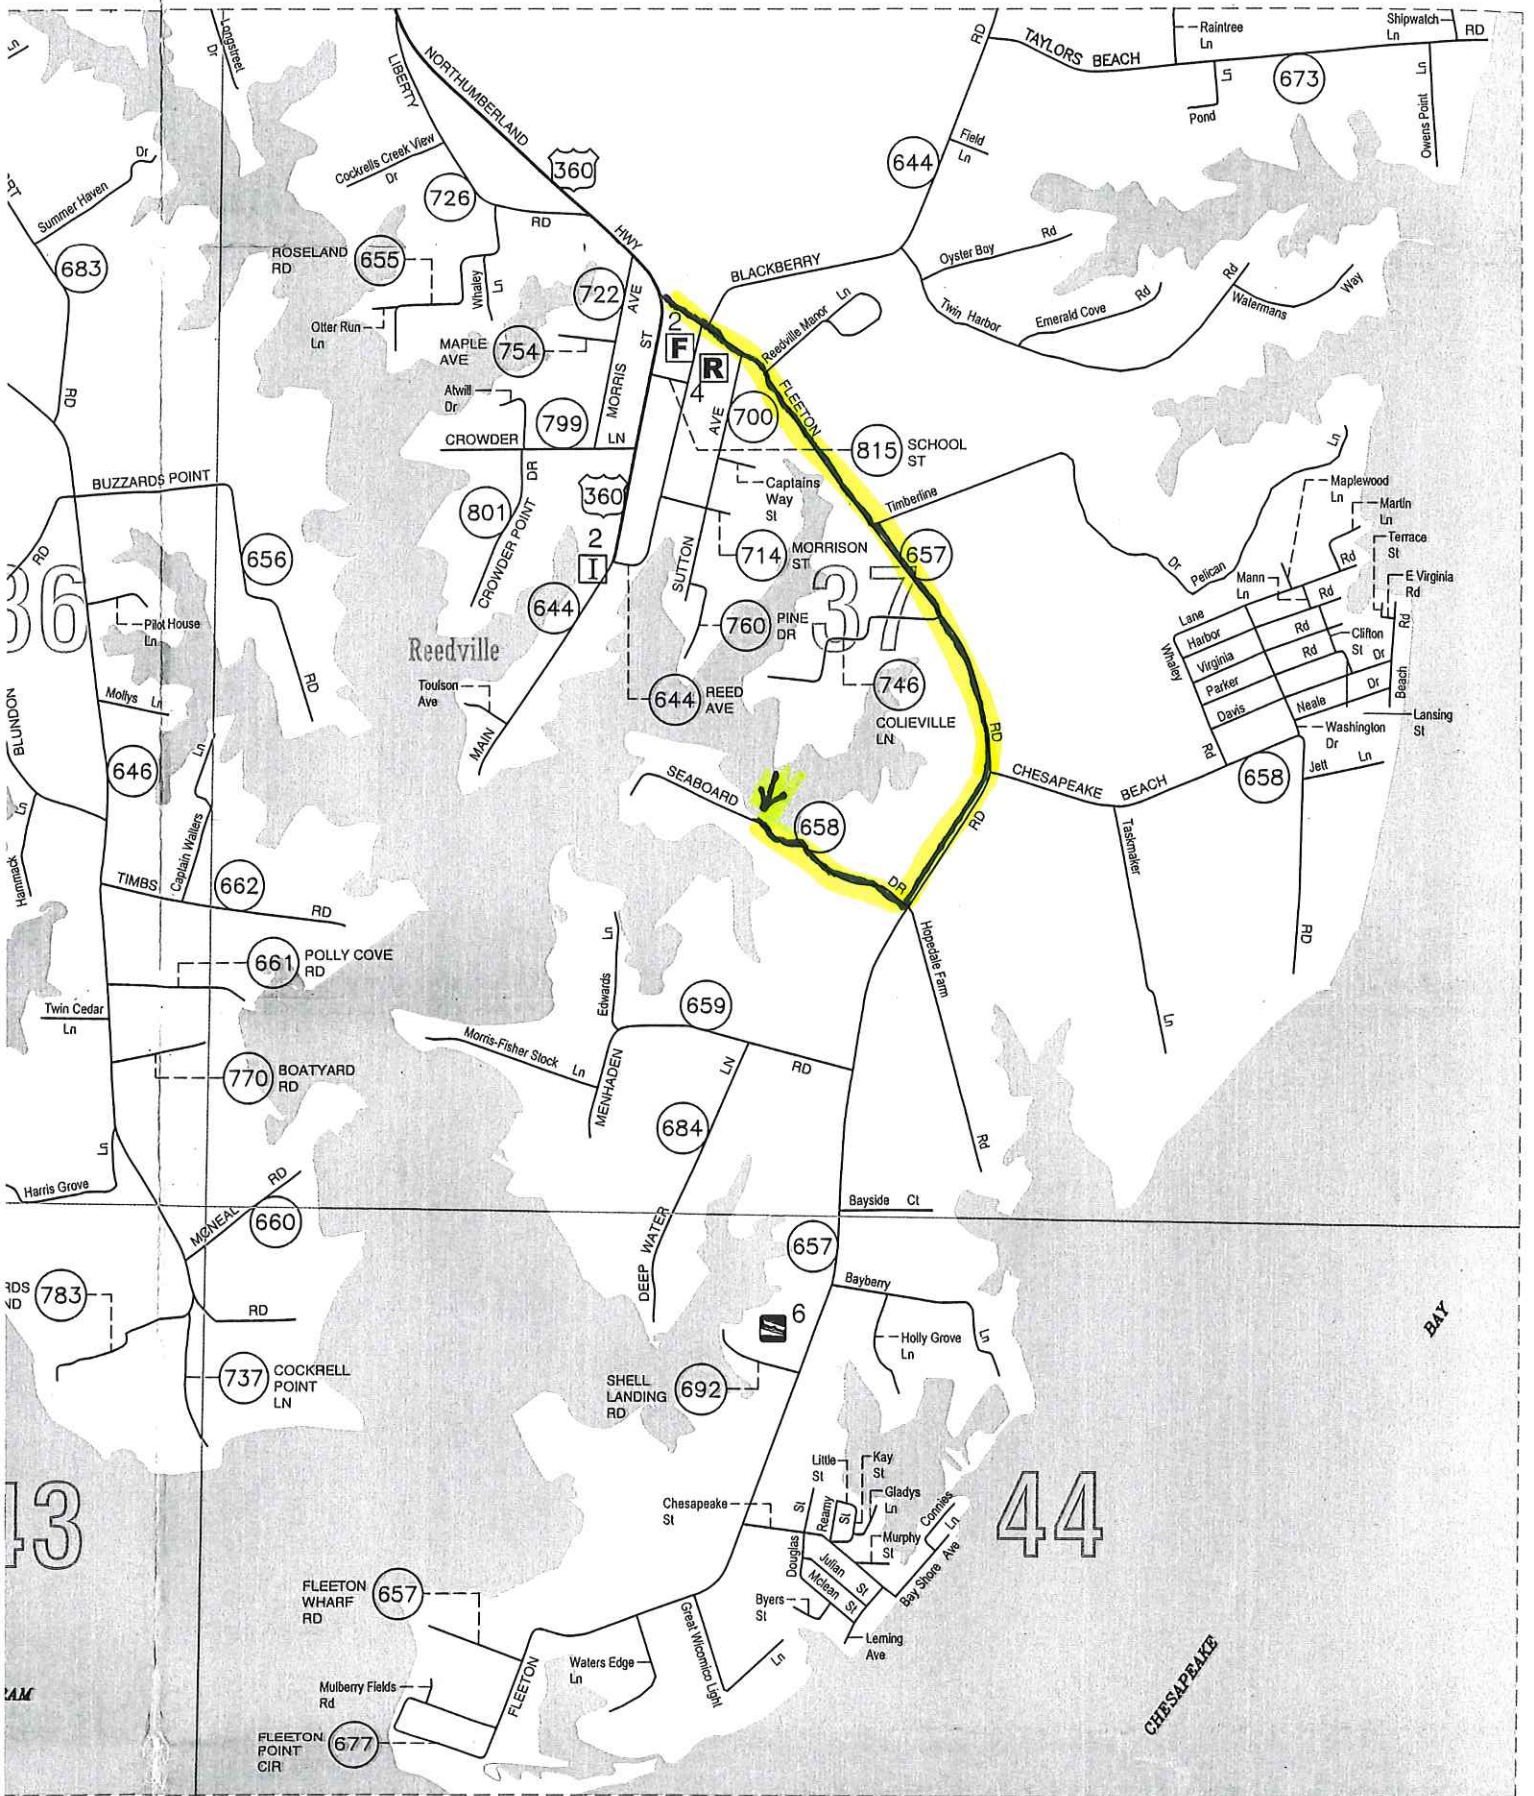 Ln
Longstreet
Dr
NORTHUMBERLAND
LIBERTY
360
HWY
RD
TAYLORS BEACH
Raintree
Ln
Shipwatch
Ln
RD
673
Ln
Pond
Ln
Owens Point
Dr
Cockrells Creek View
Dr
644
Field
Ln
Summer Haven
726
RD
683
ROSELAND
RD
655
Whaley
Ln
722
AVE
BLACKBERRY
Oyster Bay
Rd
Rd
Way
Watermans
Otter Run
Ln
MAPLE
AVE
754
ST
2
F
R
4
Reedville Manor
Ln
Twin Harbor
Emerald Cove
Rd
RD
Atwill
Dr
MORRIS
AVE
700
FLEETON
815
SCHOOL
ST
CROWDER
799
LN
DR
Captains
Way
St
Ln
BUZZARDS POINT
360
Timberline
Maplewood
Ln
Martin
Ln
801
CROWDER POINT
2
I
SUTTON
714
MORRISON
ST
657
Dr
Pelican
Rd
Terrace
St
RD
656
36
37
Mann
Ln
Rd
E Virginia
Rd
644
760
PINE
DR
Lane
Harbor
Rd
Rd
Clifton
St
Dr
Pilot House
Ln
Reedville
Whaley
Virginia
Rd
RD
Toulson
Ave
644
REED
AVE
746
COLIEVILLE
LN
Parker
Dr
Beach
Mollys Ln
Davis
Neale
Lansing
St
BLUNDON
MAIN
RD
Rd
Washington
Dr
646
Ln
SEABOARD
CHESAPEAKE BEACH
658
Jett Ln
Ln
658
RD
Captain Walters
Taskmaker
Hammack
TIMBS
662
RD
DR
Hopedale Farm
RD
661
POLLY COVE
RD
Ln
Edwards
Twin Cedar
Ln
659
Ln
Morris-Fisher Stock Ln
MENHADEN
LN
RD
770
BOATYARD
RD
684
Ln
Rd
Harris Grove
RD
MCNEAL
660
Bayside Ct
DEEP WATER
657
783
RD
Bayberry
6
Holly Grove
Ln
Ln
BAY
737
COCKRELL
POINT
LN
SHELL
LANDING
RD
692
Little
St
Kay
St
Gladys
Ln
43
44
Chesapeake
St
St
Reamy
St
Connies
Ln
Murphy
St
Douglas
Julian St
Mclean St
Bay Shore Ave
FLEETON
WHARF
RD
657
Byers
St
Leming
Ave
Great Wicomico Light
Ln
Waters Edge
Ln
CHESAPEAKE
Mulberry Fields
Rd
FLEETON
FLEETON
POINT
CIR
677